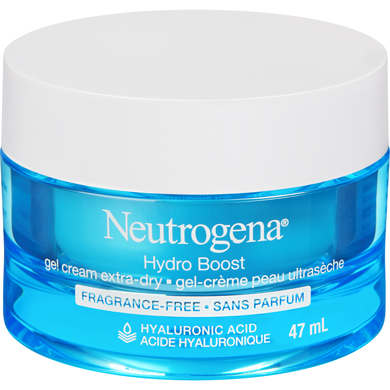 Neutrogena®
Hydro Boost
gel cream extra-dry ▪ gel-crème peau ultrasèche
FRAGRANCE-FREE ▪ SANS PARFUM
HYALURONIC ACID
ACIDE HYALURONIQUE
47 mL